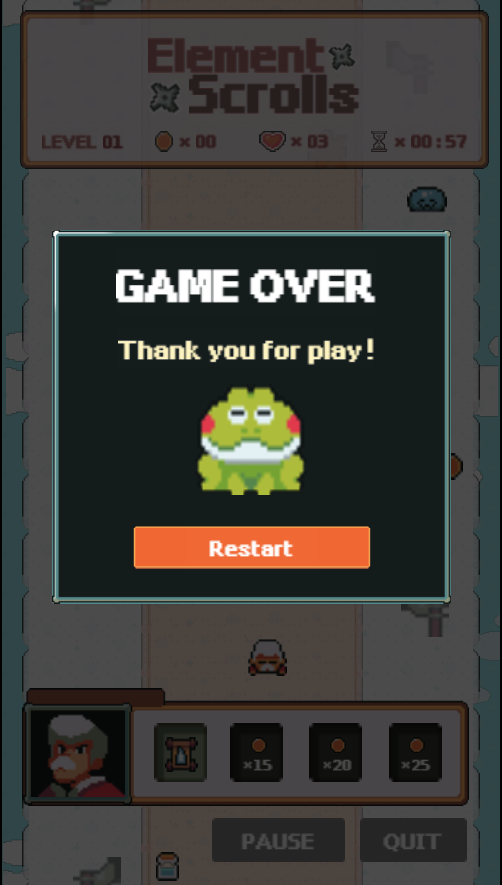 Element
Scrolls
LEVEL 01 × 00 × 03 × 00:57
GAME OVER
Thank you for play!
Restart
×15 ×20 ×25
PAUSE QUIT